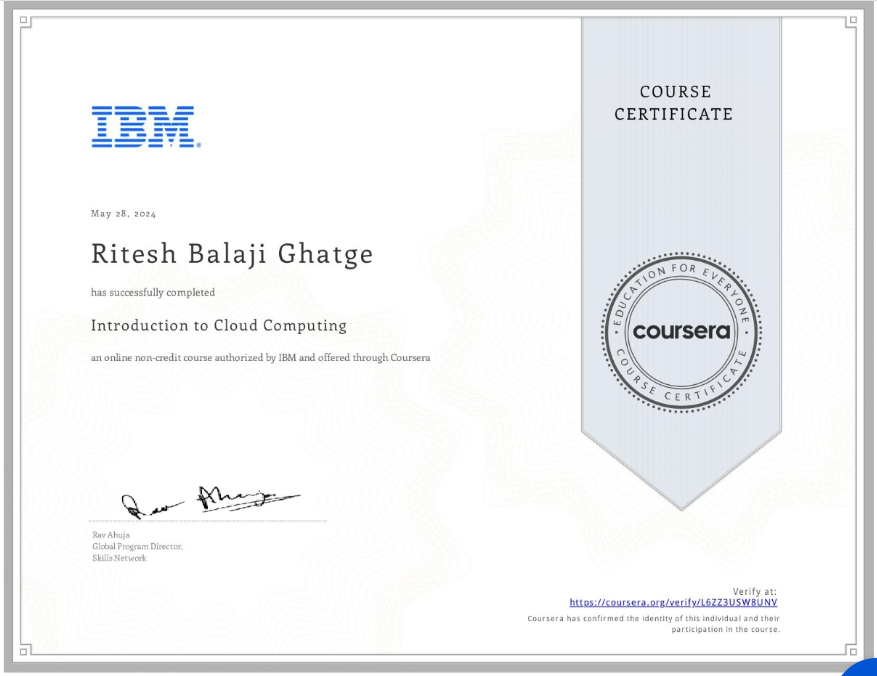 COURSE
CERTIFICATE
IBM®
May 28, 2024
Ritesh Balaji Ghatge
has successfully completed
Introduction to Cloud Computing
an online non-credit course authorized by IBM and offered through Coursera
EDUCATION FOR EVERYONE
coursera
COURSE CERTIFICATE
Rav Ahuja
Rav Ahuja
Global Program Director,
Skills Network
Verify at:
https://coursera.org/verify/L6ZZ3USW8UNV
Coursera has confirmed the identity of this individual and their
participation in the course.